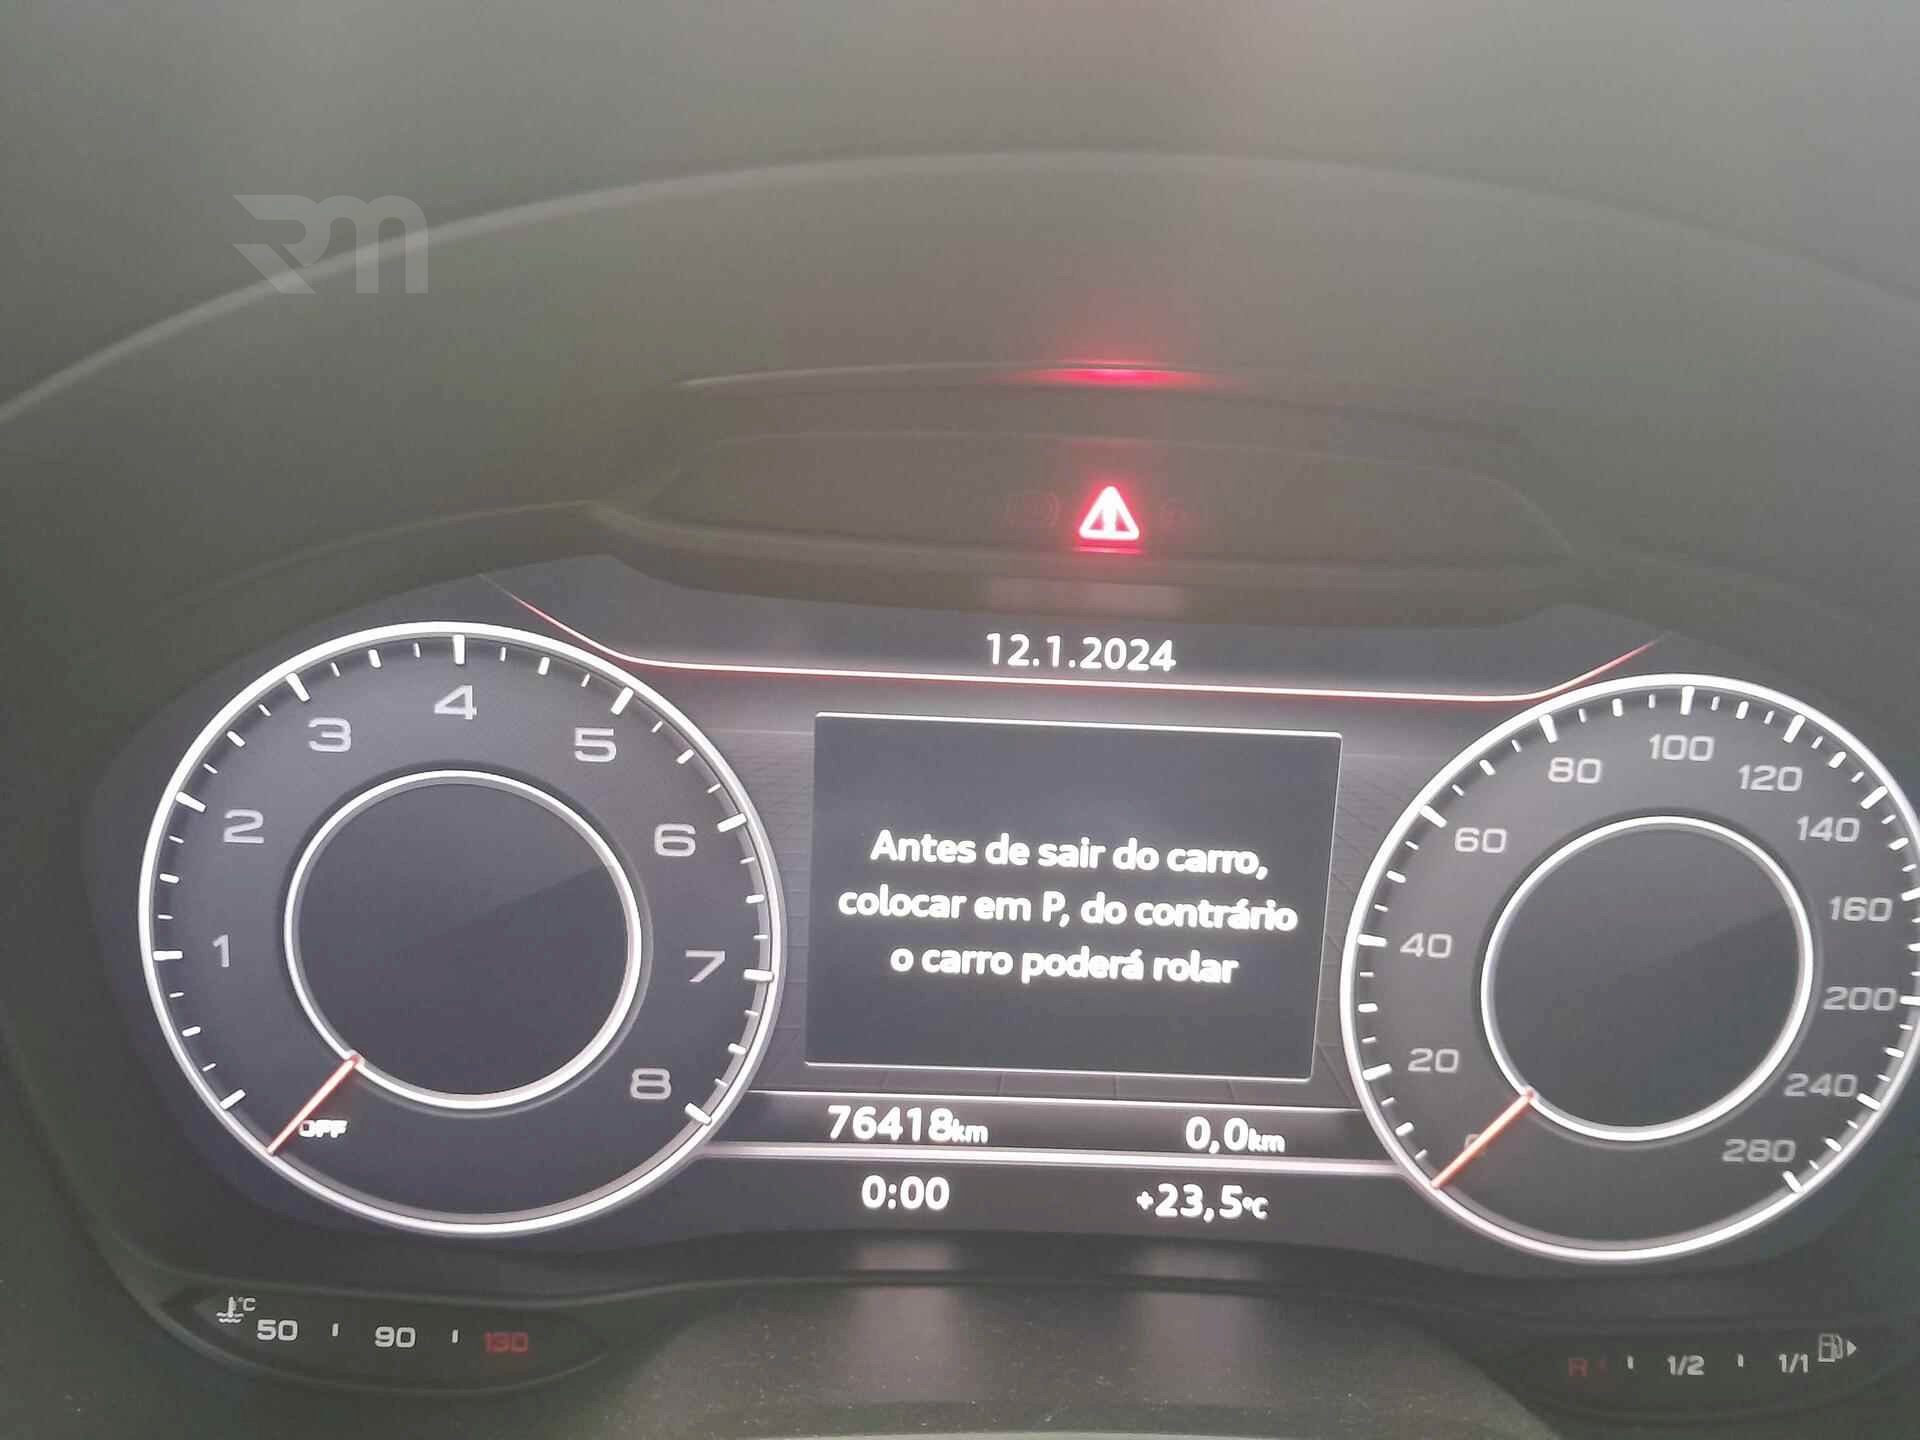 RM
12.1.2024
1
2
3
4
5
6
7
8
OFF
Antes de sair do carro,
colocar em P, do contrário
o carro poderá rolar
20
40
60
80
100
120
140
160
200
240
280
76418km
0,0km
0:00
+23,5°C
°C
50
90
130
R
1/2
1/1